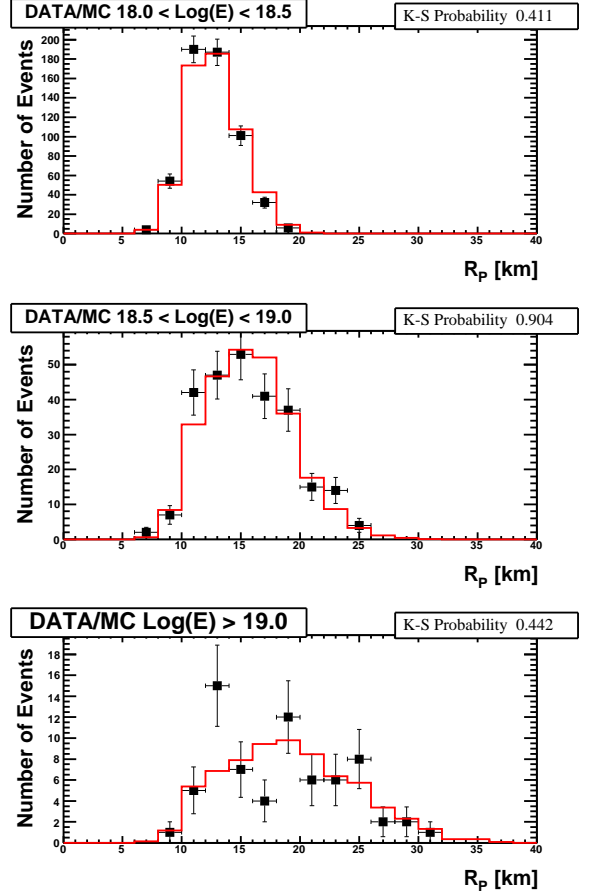 DATA/MC 18.0 < Log(E) < 18.5
K-S Probability 0.411
Number of Events
200
180
160
140
120
100
80
60
40
20
0
0 5 10 15 20 25 30 35 40
R_P [km]
DATA/MC 18.5 < Log(E) < 19.0
K-S Probability 0.904
Number of Events
50
40
30
20
10
0
0 5 10 15 20 25 30 35 40
R_P [km]
DATA/MC Log(E) > 19.0
K-S Probability 0.442
Number of Events
18
16
14
12
10
8
6
4
2
0
0 5 10 15 20 25 30 35 40
R_P [km]